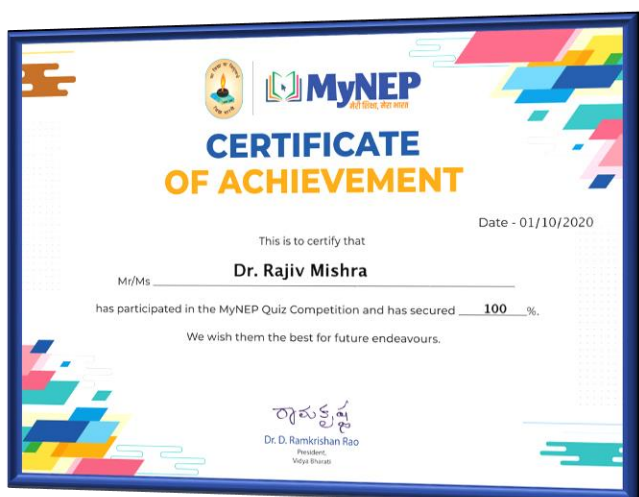 MyNEP
मेरी शिक्षा, मेरा भारत
CERTIFICATE
OF ACHIEVEMENT
Date - 01/10/2020
This is to certify that
Mr/Ms Dr. Rajiv Mishra
has participated in the MyNEP Quiz Competition and has secured 100 %.
We wish them the best for future endeavours.
రామకృష్ణ
Dr. D. Ramkrishan Rao
President,
Vidya Bharati